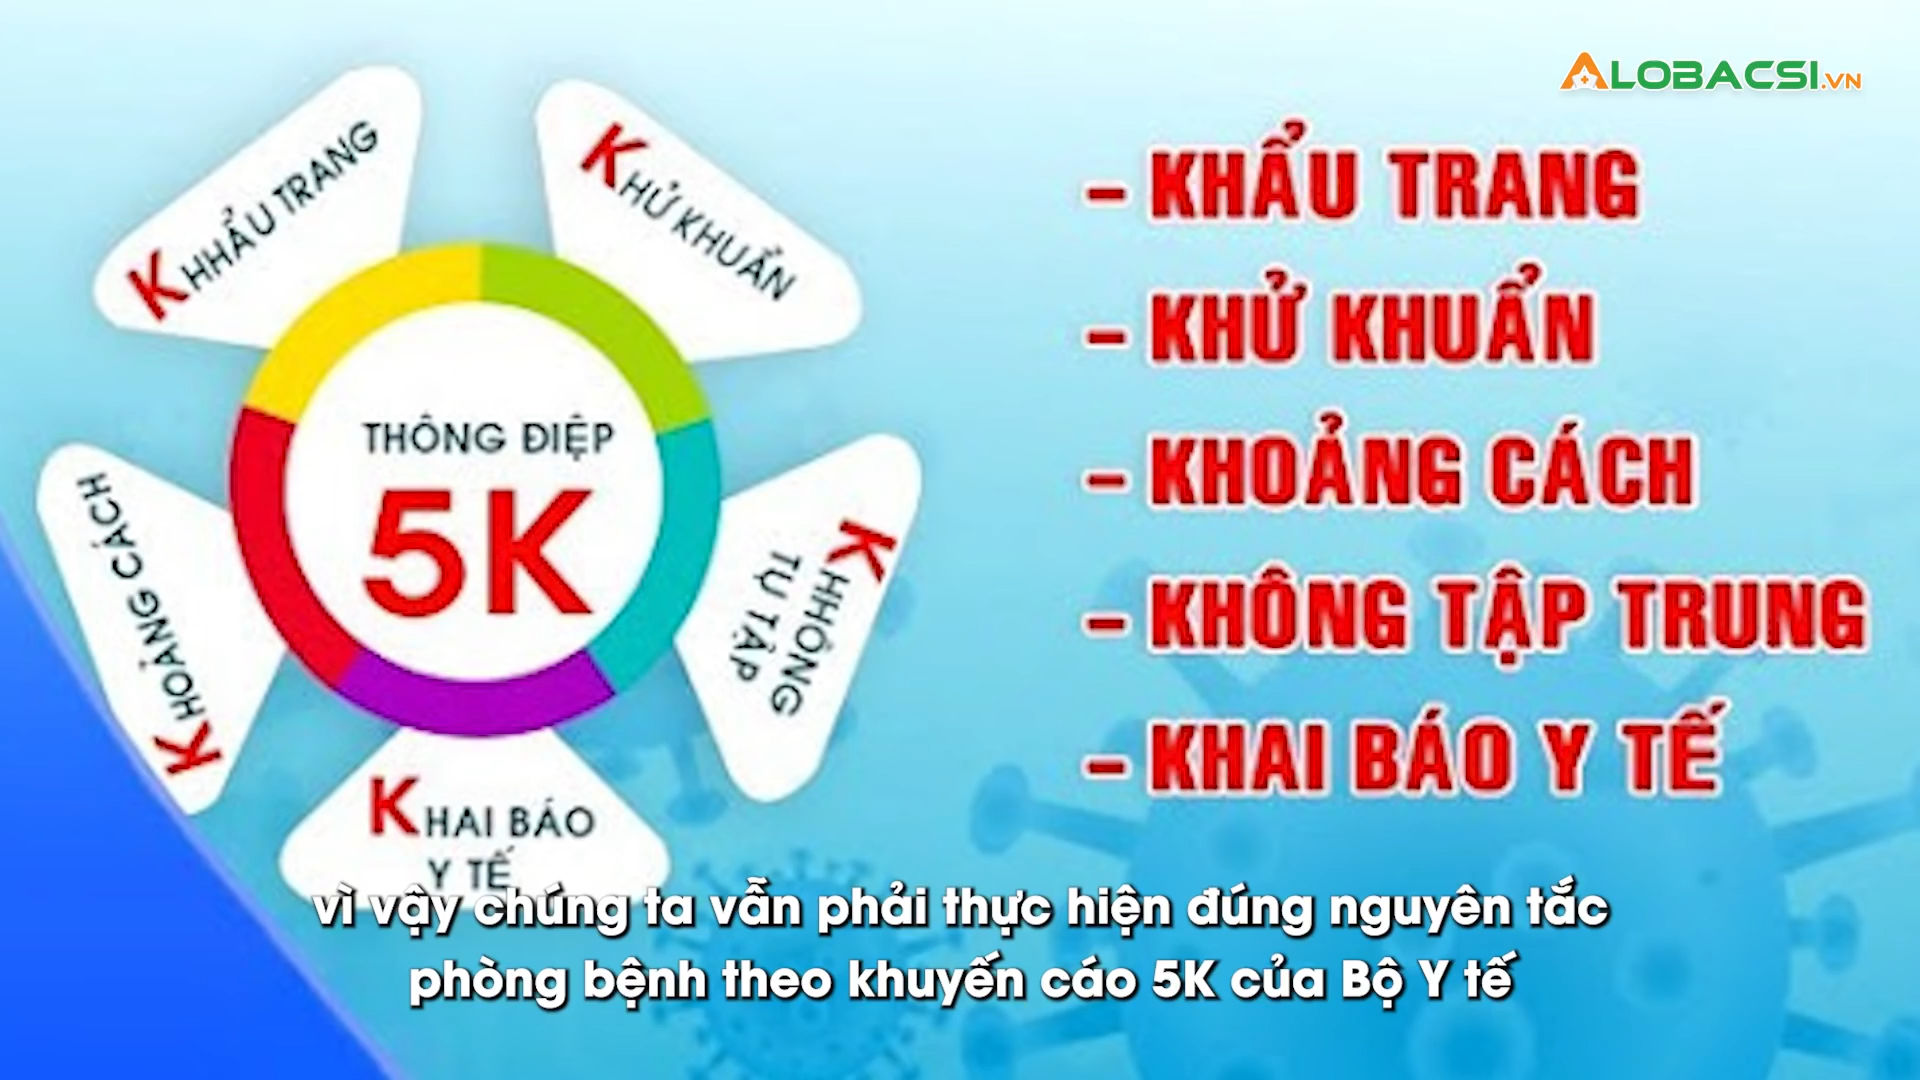 ALOBACSI.VN
KHHẨU TRANG
KHỬ KHUẨN
THÔNG ĐIỆP
5K
KHOẢNG CÁCH
KHHÔNG
TỤ TẬP
KHAI BÁO
Y TẾ
- KHẨU TRANG
- KHỬ KHUẨN
- KHOẢNG CÁCH
- KHÔNG TẬP TRUNG
- KHAI BÁO Y TẾ
vì vậy chúng ta vẫn phải thực hiện đúng nguyên tắc
phòng bệnh theo khuyến cáo 5K của Bộ Y tế